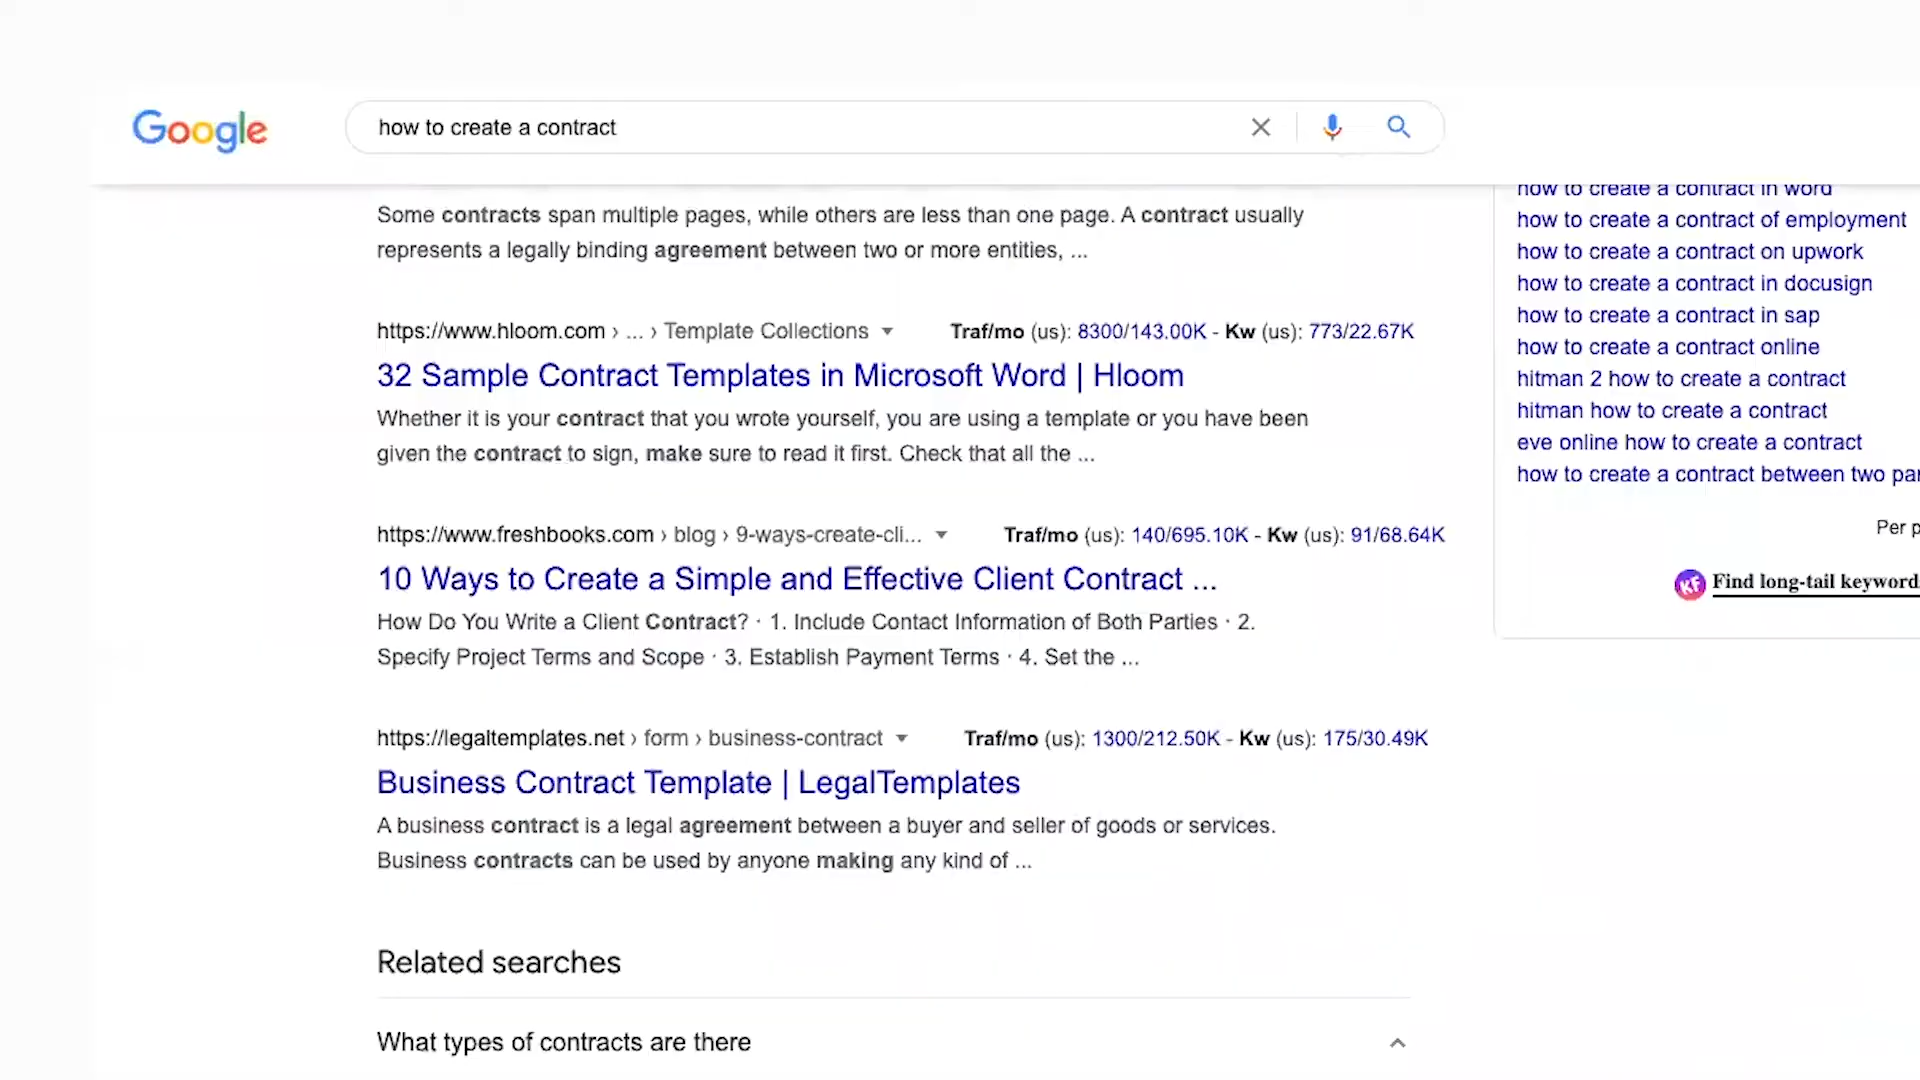 Google
how to create a contract
Some contracts span multiple pages, while others are less than one page. A contract usually
represents a legally binding agreement between two or more entities, ...
https://www.hloom.com › ... › Template Collections
Traf/mo (us): 8300/143.00K - Kw (us): 773/22.67K
32 Sample Contract Templates in Microsoft Word | Hloom
Whether it is your contract that you wrote yourself, you are using a template or you have been
given the contract to sign, make sure to read it first. Check that all the ...
https://www.freshbooks.com › blog › 9-ways-create-cli...
Traf/mo (us): 140/695.10K - Kw (us): 91/68.64K
10 Ways to Create a Simple and Effective Client Contract ...
How Do You Write a Client Contract? · 1. Include Contact Information of Both Parties · 2.
Specify Project Terms and Scope · 3. Establish Payment Terms · 4. Set the ...
https://legaltemplates.net › form › business-contract
Traf/mo (us): 1300/212.50K - Kw (us): 175/30.49K
Business Contract Template | LegalTemplates
A business contract is a legal agreement between a buyer and seller of goods or services.
Business contracts can be used by anyone making any kind of ...
Related searches
What types of contracts are there
how to create a contract in word
how to create a contract of employment
how to create a contract on upwork
how to create a contract in docusign
how to create a contract in sap
how to create a contract online
hitman 2 how to create a contract
hitman how to create a contract
eve online how to create a contract
how to create a contract between two
Per
KF Find long-tail keyword